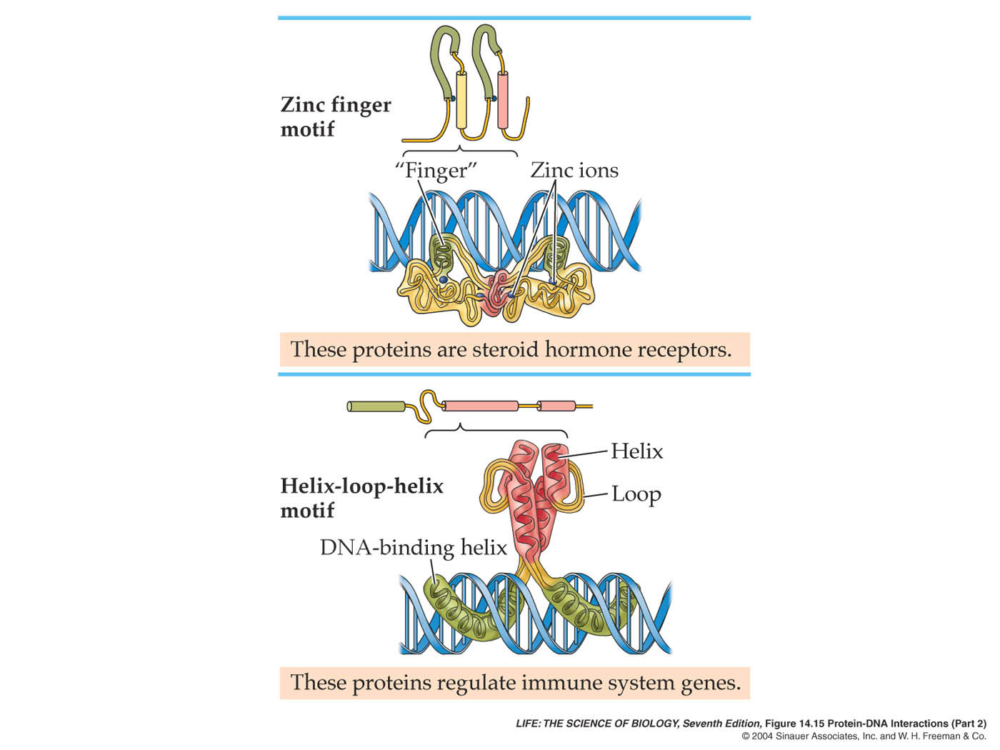 Zinc finger
motif
“Finger”
Zinc ions
These proteins are steroid hormone receptors.
Helix
Loop
Helix-loop-helix
motif
DNA-binding helix
These proteins regulate immune system genes.
LIFE: THE SCIENCE OF BIOLOGY, Seventh Edition, Figure 14.15 Protein-DNA Interactions (Part 2)
© 2004 Sinauer Associates, Inc. and W. H. Freeman & Co.